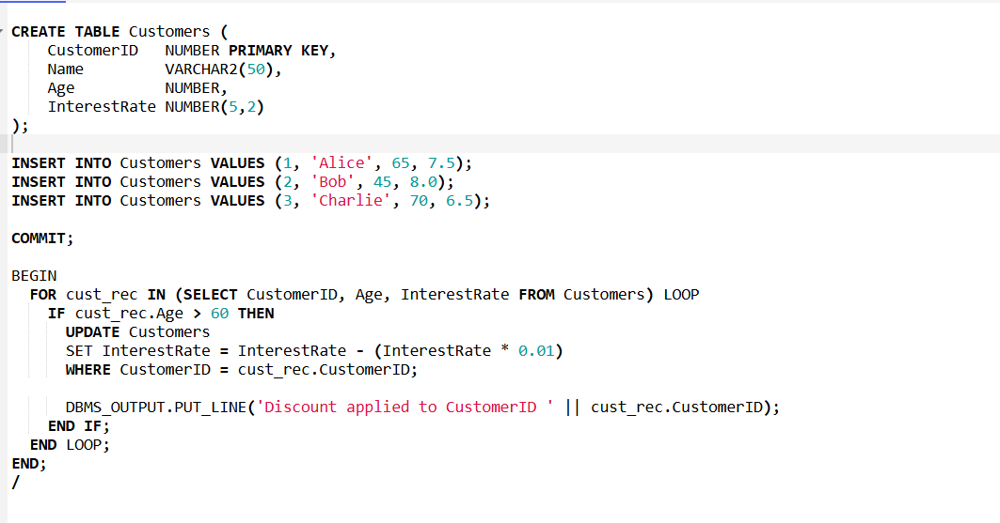 CREATE TABLE Customers (
    CustomerID   NUMBER PRIMARY KEY,
    Name         VARCHAR2(50),
    Age          NUMBER,
    InterestRate NUMBER(5,2)
);
INSERT INTO Customers VALUES (1, 'Alice', 65, 7.5);
INSERT INTO Customers VALUES (2, 'Bob', 45, 8.0);
INSERT INTO Customers VALUES (3, 'Charlie', 70, 6.5);
COMMIT;
BEGIN
  FOR cust_rec IN (SELECT CustomerID, Age, InterestRate FROM Customers) LOOP
    IF cust_rec.Age > 60 THEN
      UPDATE Customers
      SET InterestRate = InterestRate - (InterestRate * 0.01)
      WHERE CustomerID = cust_rec.CustomerID;
      DBMS_OUTPUT.PUT_LINE('Discount applied to CustomerID ' || cust_rec.CustomerID);
    END IF;
  END LOOP;
END;
/